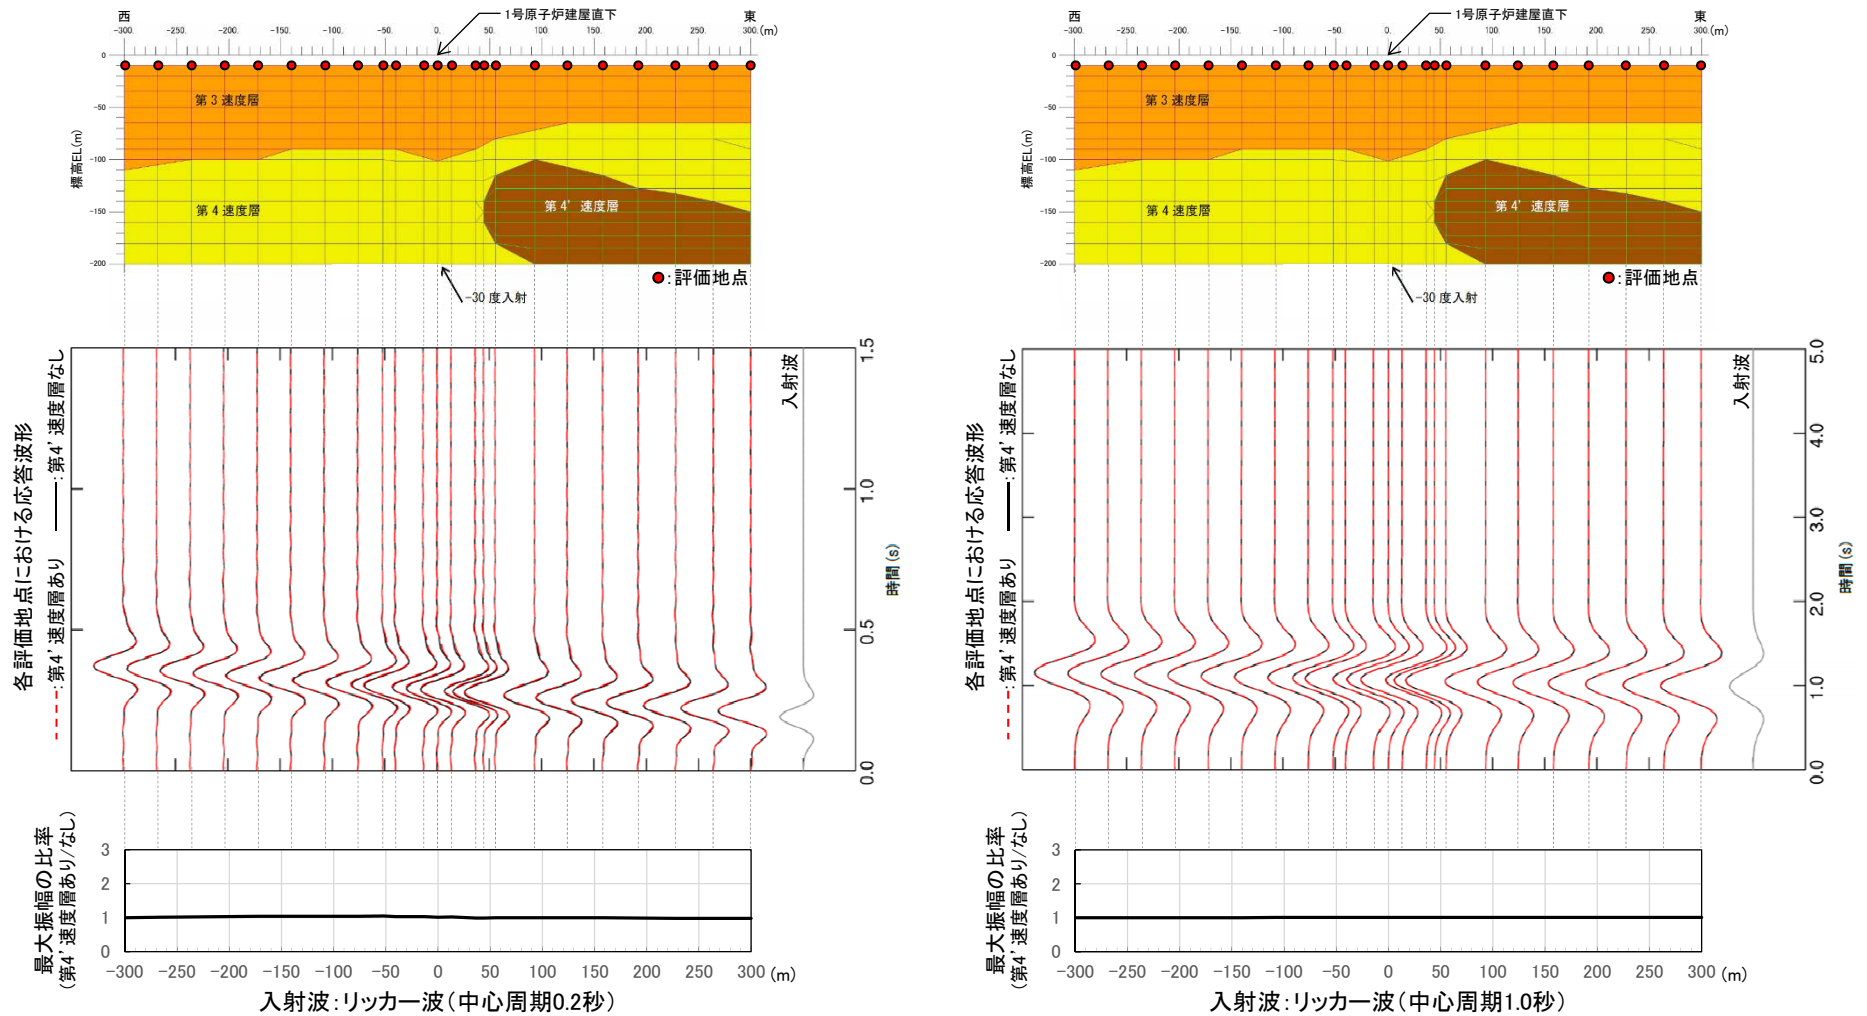 1号原子炉建屋直下
西
東
-300 -250 -200 -150 -100 -50 0 50 100 150 200 250 300 (m)
0
-50
-100
-150
-200
標高EL(m)
第3速度層
第4速度層
第4’速度層
-30度入射
:評価地点
各評価地点における応答波形
:第4’速度層あり
:第4’速度層なし
入射波
1.5
1.0
0.5
0.0
時間(s)
最大振幅の比率
(第4’速度層あり/なし)
3
2
1
0
-300 -250 -200 -150 -100 -50 0 50 100 150 200 250 300 (m)
入射波:リッカー波(中心周期0.2秒)
1号原子炉建屋直下
西
東
-300 -250 -200 -150 -100 -50 0 50 100 150 200 250 300 (m)
0
-50
-100
-150
-200
標高EL(m)
第3速度層
第4速度層
第4’速度層
-30度入射
:評価地点
各評価地点における応答波形
:第4’速度層あり
:第4’速度層なし
入射波
5.0
4.0
3.0
2.0
1.0
0.0
時間(s)
最大振幅の比率
(第4’速度層あり/なし)
3
2
1
0
-300 -250 -200 -150 -100 -50 0 50 100 150 200 250 300 (m)
入射波:リッカー波(中心周期1.0秒)